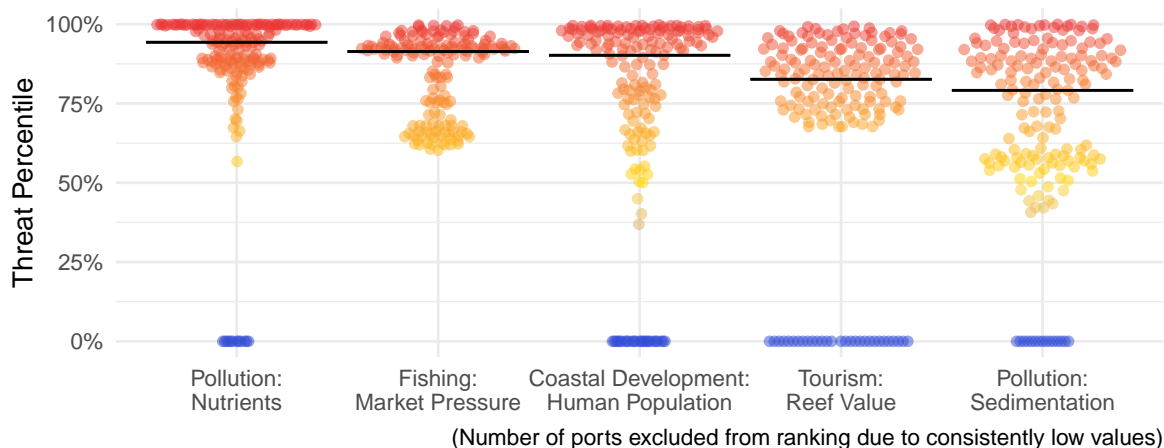 Threat Percentile
100%
75%
50%
25%
0%
Pollution:
Nutrients
Fishing:
Market Pressure
Coastal Development:
Human Population
Tourism:
Reef Value
Pollution:
Sedimentation
(Number of ports excluded from ranking due to consistently low values)